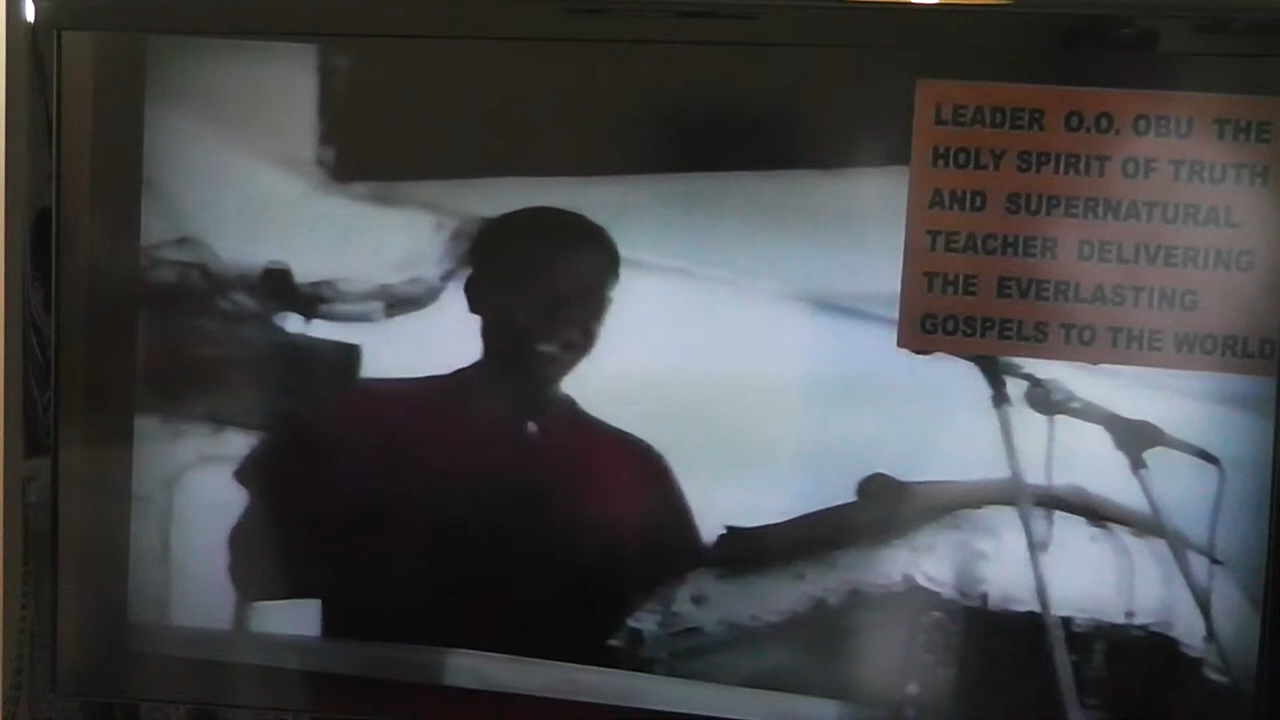 LEADER O.O. OBU THE
HOLY SPIRIT OF TRUTH
AND SUPERNATURAL
TEACHER DELIVERING
THE EVERLASTING
GOSPELS TO THE WORLD